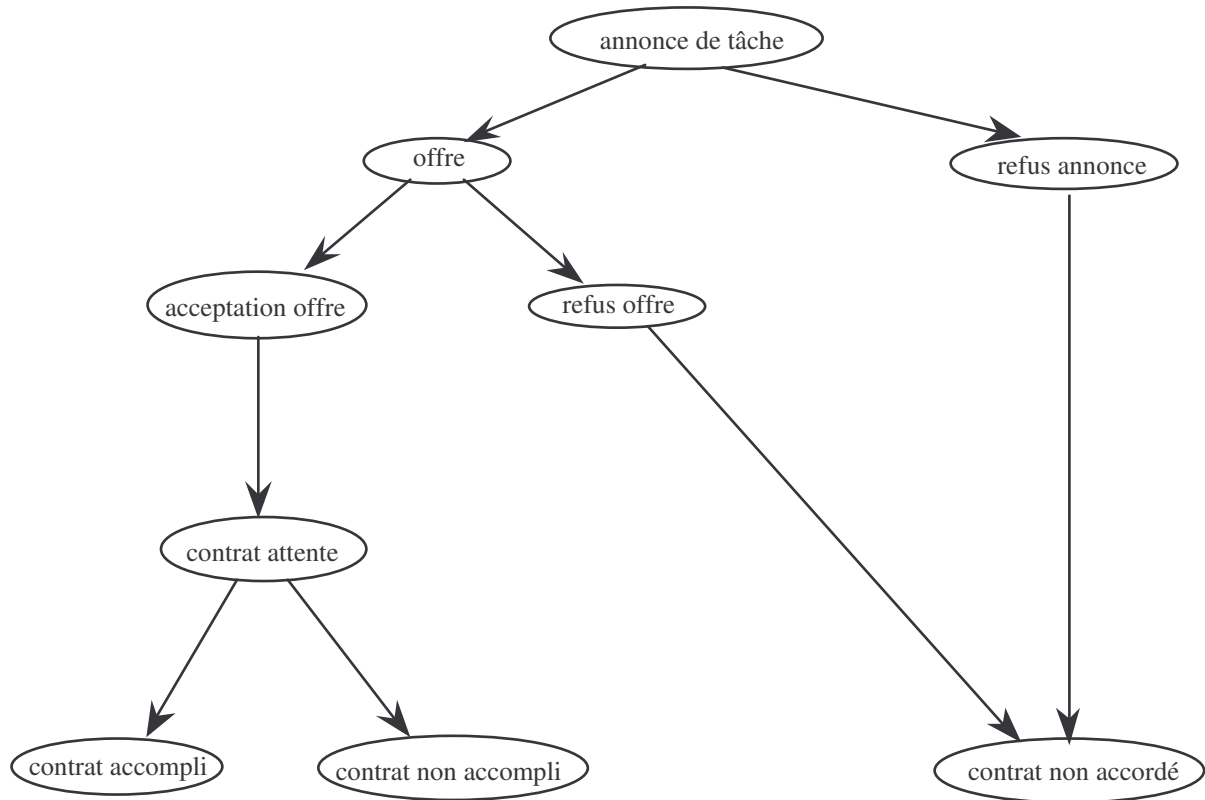 annonce de tâche
offre
refus annonce
acceptation offre
refus offre
contrat attente
contrat accompli
contrat non accompli
contrat non accordé